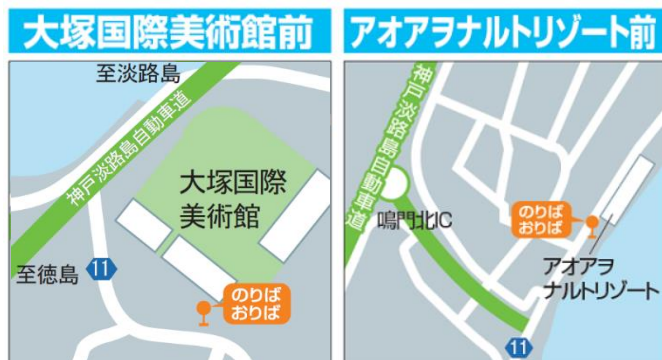 大塚国際美術館前
至淡路島
神戸淡路島自動車道
大塚国際
美術館
至徳島
11
のりば
おりば
アオアヲナルトリゾート前
神戸淡路島自動車道
鳴門北IC
のりば
おりば
アオアヲ
ナルトリゾート
11